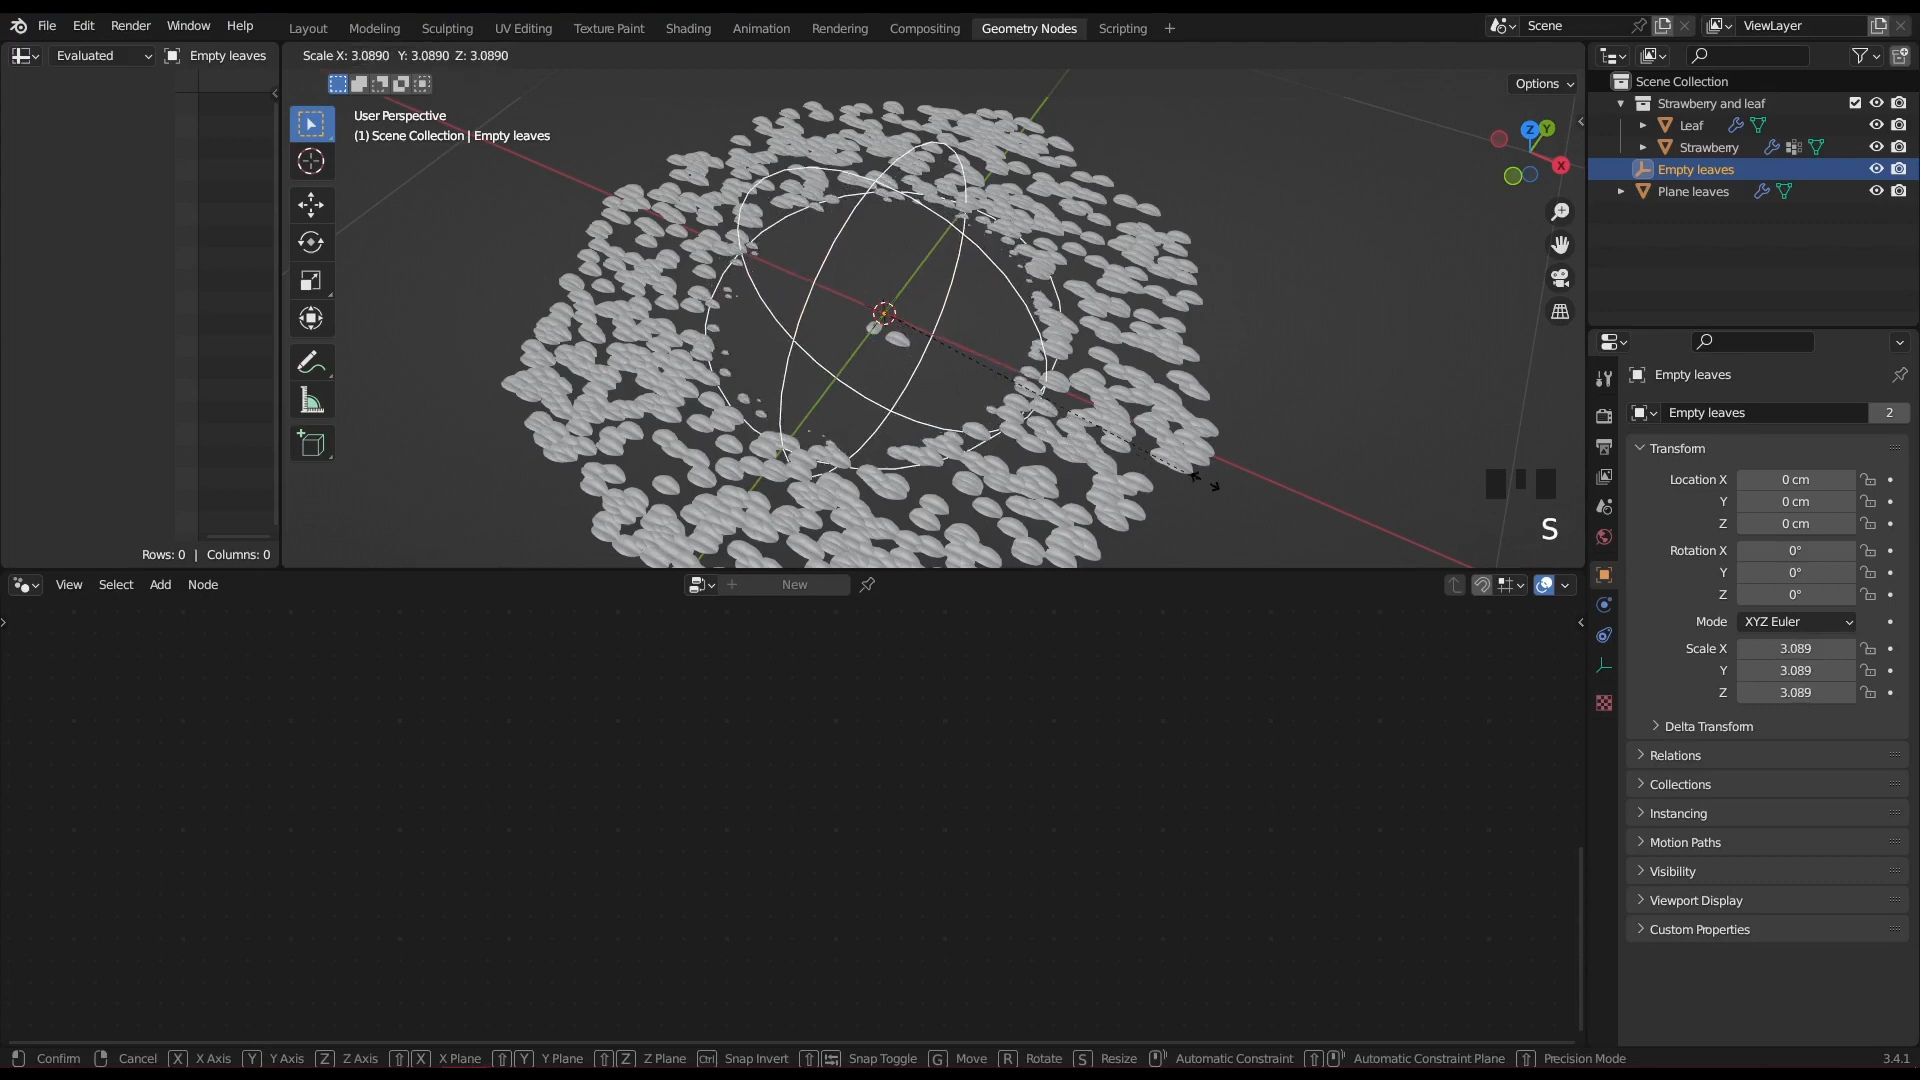 File Edit Render Window Help
Layout Modeling Sculpting UV Editing Texture Paint Shading Animation Rendering Compositing Geometry Nodes Scripting +
Scene
ViewLayer
Evaluated
Empty leaves
Scale X: 3.0890 Y: 3.0890 Z: 3.0890
Options
User Perspective
(1) Scene Collection | Empty leaves
Z
Y
X
S
Rows: 0 | Columns: 0
Scene Collection
Strawberry and leaf
Leaf
Strawberry
Empty leaves
Plane leaves
Empty leaves
Empty leaves
2
Transform
Location X 0 cm
Y 0 cm
Z 0 cm
Rotation X 0°
Y 0°
Z 0°
Mode XYZ Euler
Scale X 3.089
Y 3.089
Z 3.089
Delta Transform
Relations
Collections
Instancing
Motion Paths
Visibility
Viewport Display
Custom Properties
View Select Add Node
New
Confirm Cancel X X Axis Y Y Axis Z Z Axis X X Plane Y Y Plane Z Z Plane Ctrl Snap Invert Snap Toggle G Move R Rotate S Resize Automatic Constraint Automatic Constraint Plane Precision Mode
3.4.1